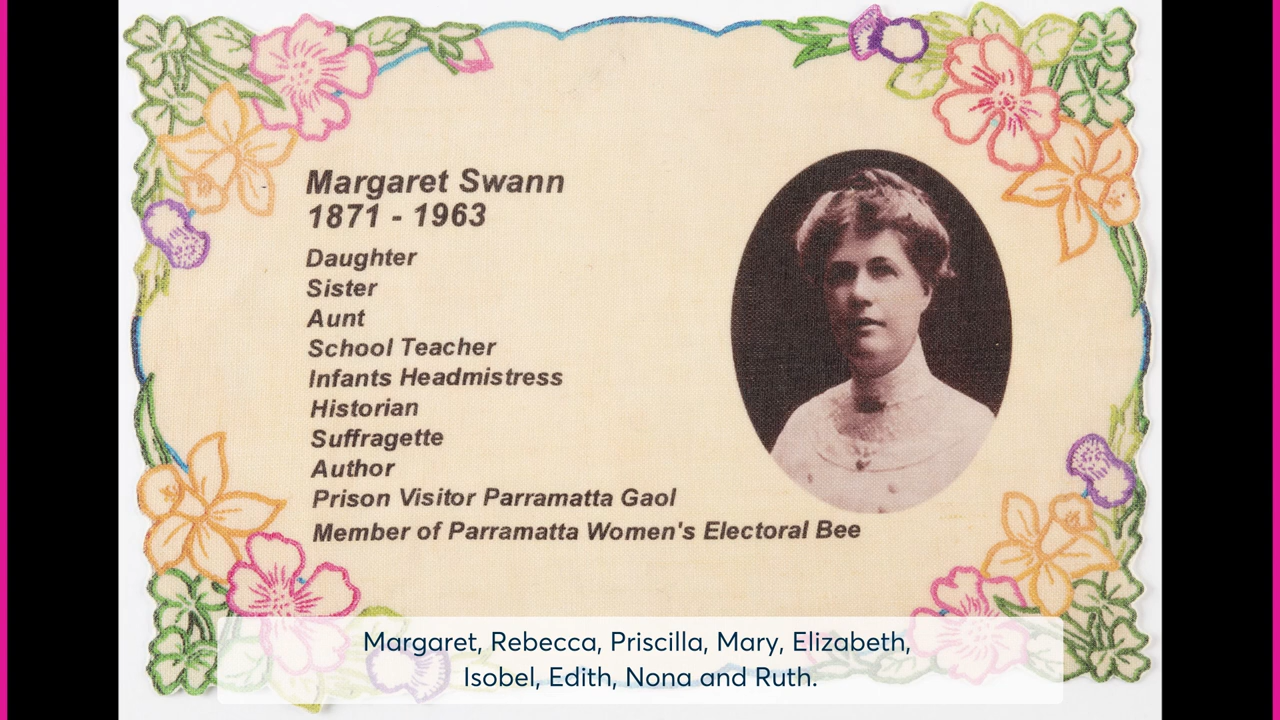 Margaret Swann
1871 - 1963
Daughter
Sister
Aunt
School Teacher
Infants Headmistress
Historian
Suffragette
Author
Prison Visitor Parramatta Gaol
Member of Parramatta Women's Electoral Bee
Margaret, Rebecca, Priscilla, Mary, Elizabeth,
Isobel, Edith, Nona and Ruth.